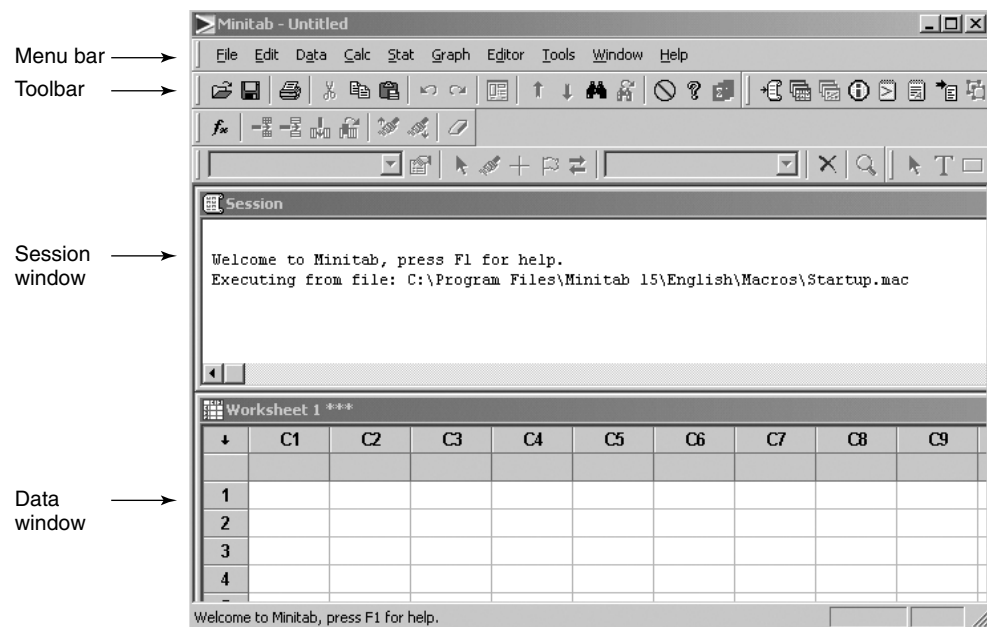 Minitab - Untitled
Menu bar
File Edit Data Calc Stat Graph Editor Tools Window Help
Toolbar
Session
Session
window
Welcome to Minitab, press F1 for help.
Executing from file: C:\Program Files\Minitab 15\English\Macros\Startup.mac
Worksheet 1 ***
C1 C2 C3 C4 C5 C6 C7 C8 C9
Data
window
1
2
3
4
Welcome to Minitab, press F1 for help.